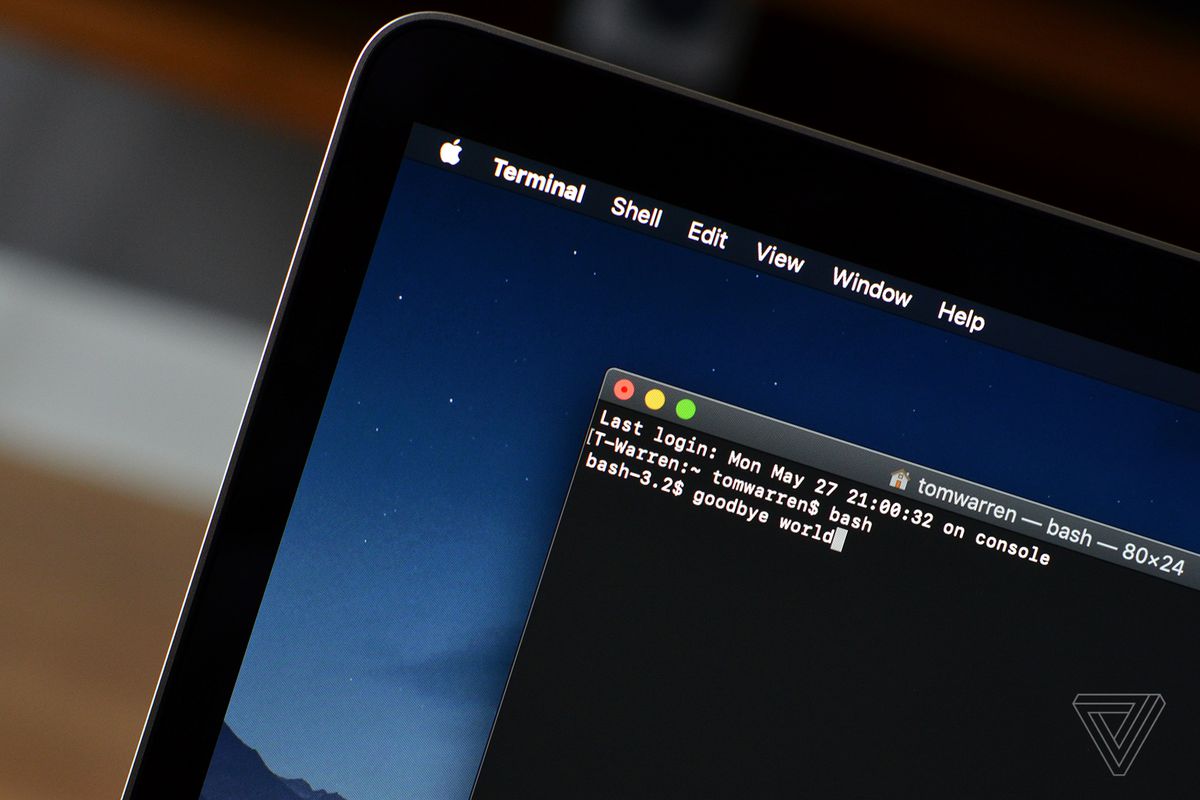 Terminal Shell Edit View Window Help
tomwarren — bash — 80×24
Last login: Mon May 27 21:00:32 on console
[T-Warren:~ tomwarren$ bash
bash-3.2$ goodbye world